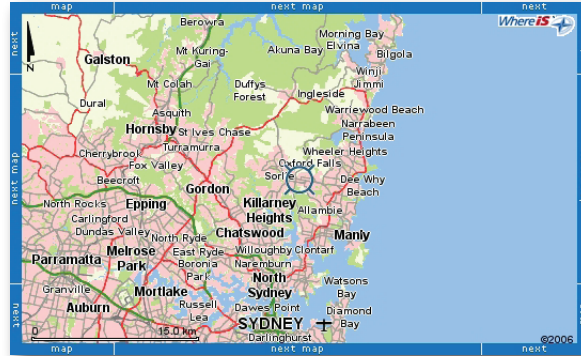 map
next map
next
Berowra
Morning Bay
Elvina
WhereiS
next
N
Galston
Mt Kuring-
Gai
Akuna Bay
Bilgola
Winji
Jimmi
Mt Colah
Duffys
Forest
Ingleside
Dural
Asquith
Warriewood Beach
Hornsby
St Ives Chase
Narrabeen
Peninsula
Turramurra
Cherrybrook
Wheeler Heights
Fox Valley
Oxford Falls
Beecroft
Sorlie
Dee Why
Beach
next map
Gordon
North Rocks
Epping
Killarney
Heights
Allambie
Carlingford
Dundas Valley
Chatswood
Manly
North Ryde
Melrose
Park
East Ryde
Willoughby
Clontarf
Parramatta
Boronia
Park
Naremburn
Granville
Mortlake
North
Sydney
Watsons
Bay
Auburn
Russell
Lea
Dawes Point
Diamond
Bay
SYDNEY
next
0
15.0 km
Darlinghurst
©2006
map
next map
next